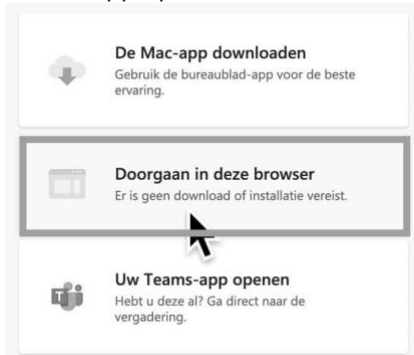 De Mac-app downloaden
Gebruik de bureaublad-app voor de beste
ervaring.
Doorgaan in deze browser
Er is geen download of installatie vereist.
Uw Teams-app openen
Hebt u deze al? Ga direct naar de
vergadering.